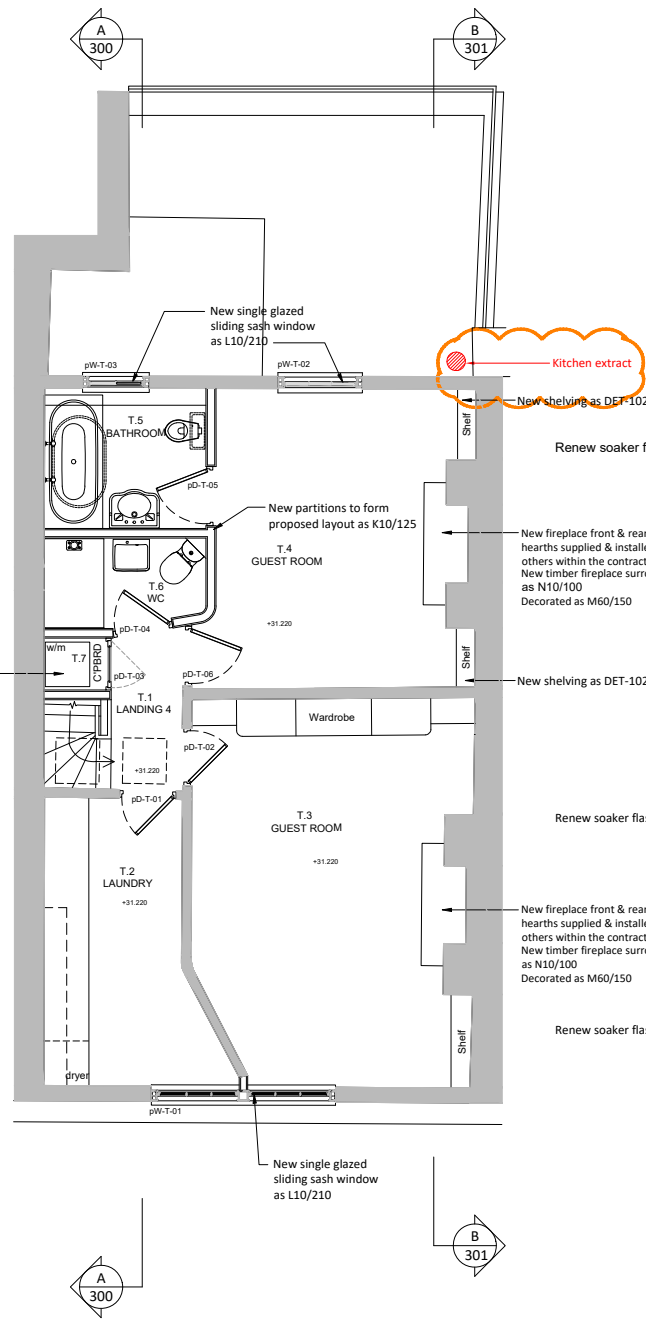 A
300
B
301
New single glazed
sliding sash window
as L10/210
pW-T-03
pW-T-02
Kitchen extract
New shelving as DET-102
Shelf
T.5
BATHROOM
Renew soaker
pD-T-05
New partitions to form
proposed layout as K10/125
New fireplace front & rear
hearths supplied & installe
others within the contract
New timber fireplace surro
as N10/100
Decorated as M60/150
T.4
GUEST ROOM
+31.220
T.6
WC
pD-T-04
w/m
T.7
C'PBRD
pD-T-03
pD-T-06
Shelf
New shelving as DET-102
T.1
LANDING 4
+31.220
Wardrobe
pD-T-02
pD-T-01
T.3
GUEST ROOM
+31.220
Renew soaker flas
T.2
LAUNDRY
+31.220
New fireplace front & rear
hearths supplied & installe
others within the contract
New timber fireplace surro
as N10/100
Decorated as M60/150
Shelf
Renew soaker flas
dryer
pW-T-01
New single glazed
sliding sash window
as L10/210
A
300
B
301